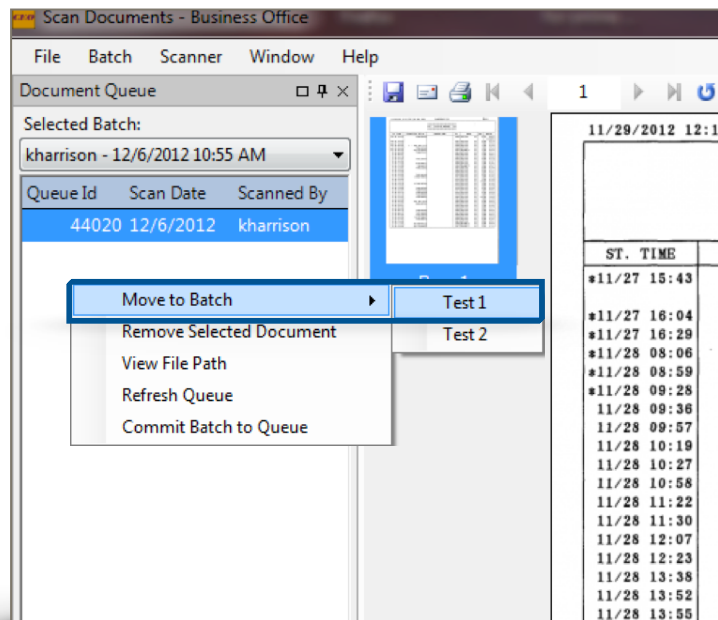 Scan Documents - Business Office
File Batch Scanner Window Help
Document Queue
1
Selected Batch:
kharrison - 12/6/2012 10:55 AM
Queue Id Scan Date Scanned By
44020 12/6/2012 kharrison
Move to Batch
Test 1
Remove Selected Document
Test 2
View File Path
Refresh Queue
Commit Batch to Queue
11/29/2012 12:1
ST. TIME
*11/27 15:43
*11/27 16:04
*11/27 16:29
*11/28 08:06
*11/28 08:59
*11/28 09:28
11/28 09:36
11/28 09:57
11/28 10:19
11/28 10:27
11/28 10:58
11/28 11:22
11/28 11:30
11/28 12:07
11/28 12:23
11/28 13:38
11/28 13:52
11/28 13:55